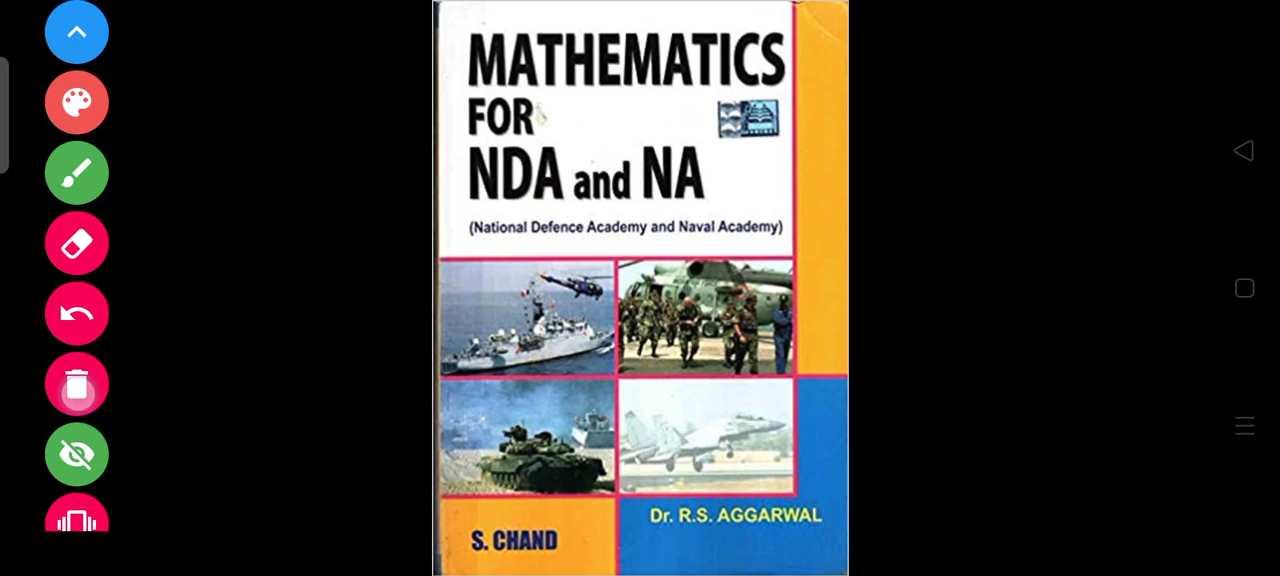 MATHEMATICS
FOR
NDA and NA
(National Defence Academy and Naval Academy)
Dr. R.S. AGGARWAL
S. CHAND